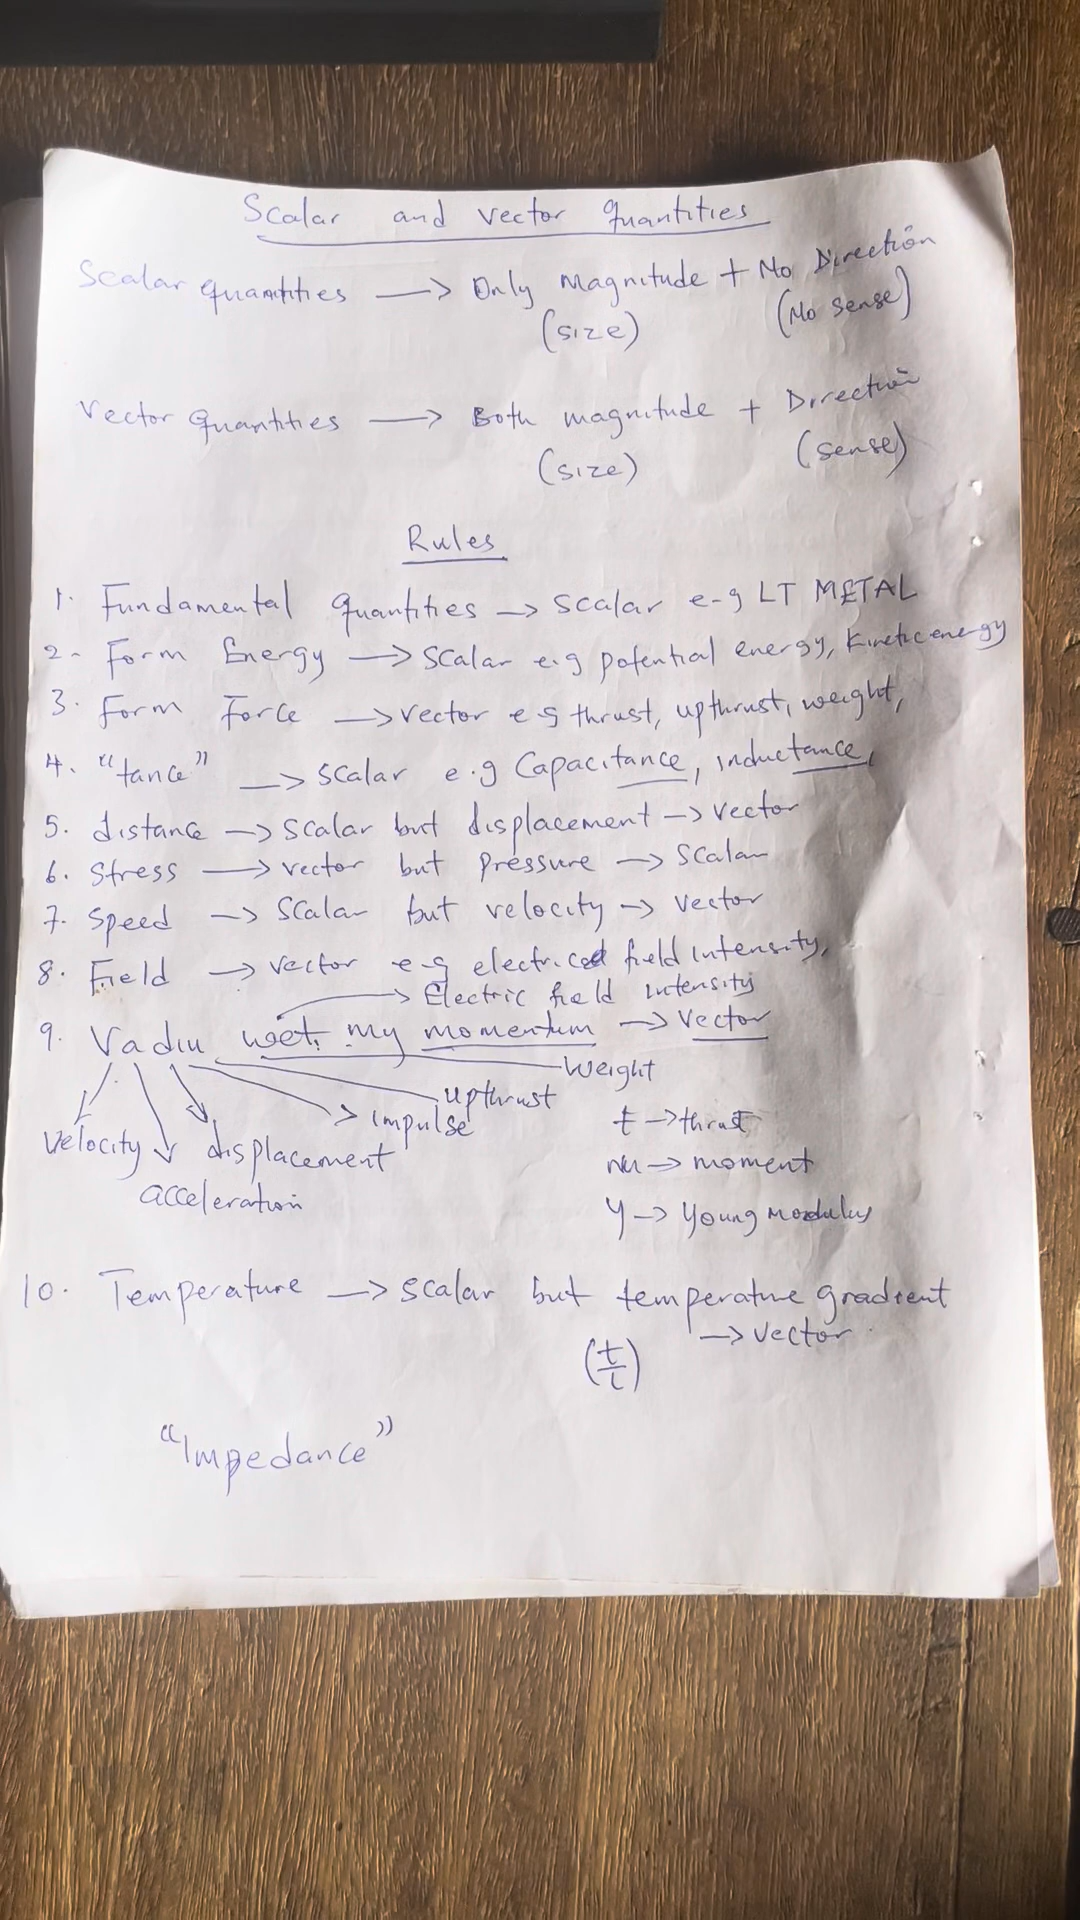 Scalar and vector quantities
Scalar quantities → Only magnitude + No Direction
(size) (No sense)
Vector quantities → Both magnitude + Direction
(size) (sense)
Rules
1. Fundamental quantities → scalar e-g LT METAL
2- Form Energy → scalar e.g potential energy, Kinetic energy
3. Form Force → vector e g thrust, upthrust, weight,
4. "tance" → scalar e.g Capacitance, inductance,
5. distance → scalar but displacement → vector
6. Stress → vector but pressure → Scalar
7. Speed → Scalar but velocity → vector
8. Field → vector e-g electrical field intensity,
→ Electric field intensity
9. Vadiu wet my momentum → vector
Weight
upthrust
→ impulse
velocity displacement
acceleration
t → thrust
m → moment
y → young modulus
10. Temperature → scalar but temperature gradient
→ vector
(t/l)
"Impedance"